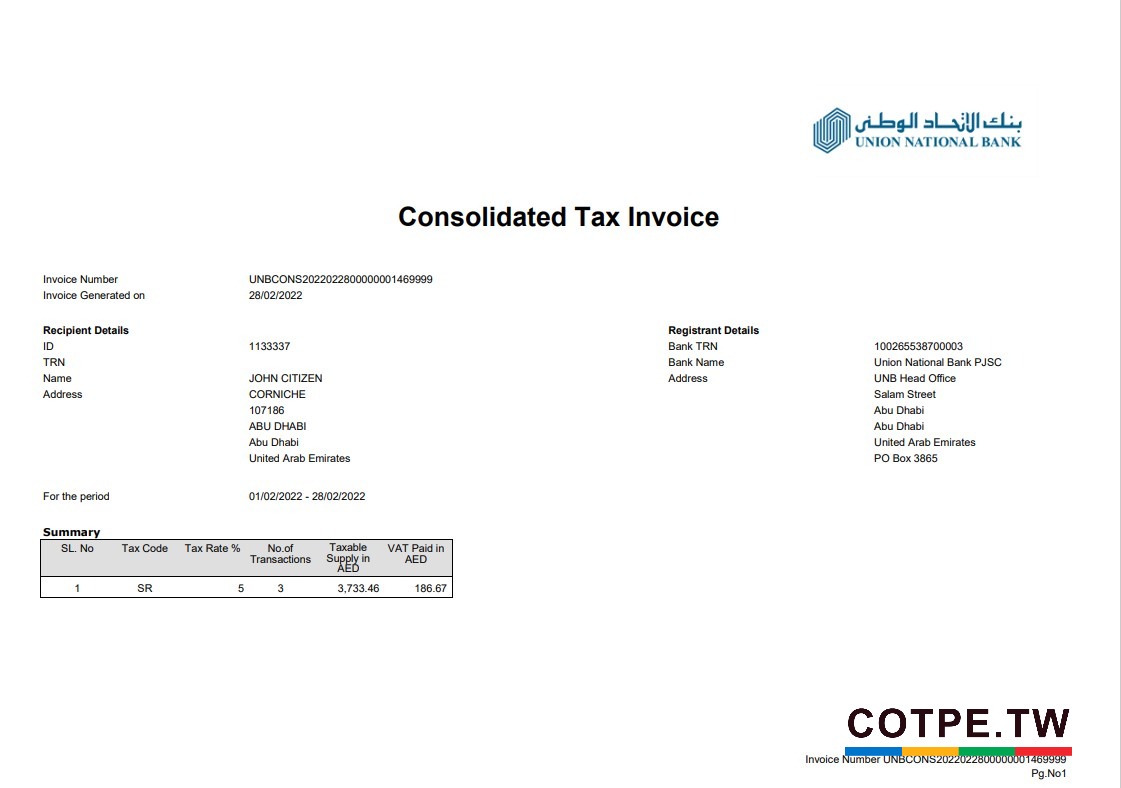 بنك الاتحاد الوطني
UNION NATIONAL BANK
Consolidated Tax Invoice
Invoice Number UNBCONS2022022800000001469999
Invoice Generated on 28/02/2022
Recipient Details
ID 1133337
TRN
Name JOHN CITIZEN
Address CORNICHE
107186
ABU DHABI
Abu Dhabi
United Arab Emirates
Registrant Details
Bank TRN 100265538700003
Bank Name Union National Bank PJSC
Address UNB Head Office
Salam Street
Abu Dhabi
Abu Dhabi
United Arab Emirates
PO Box 3865
For the period 01/02/2022 - 28/02/2022
Summary
SL. No Tax Code Tax Rate % No.of Transactions Taxable Supply in AED VAT Paid in AED
1 SR 5 3 3,733.46 186.67
COTPE.TW
Invoice Number UNBCONS2022022800000001469999
Pg.No1